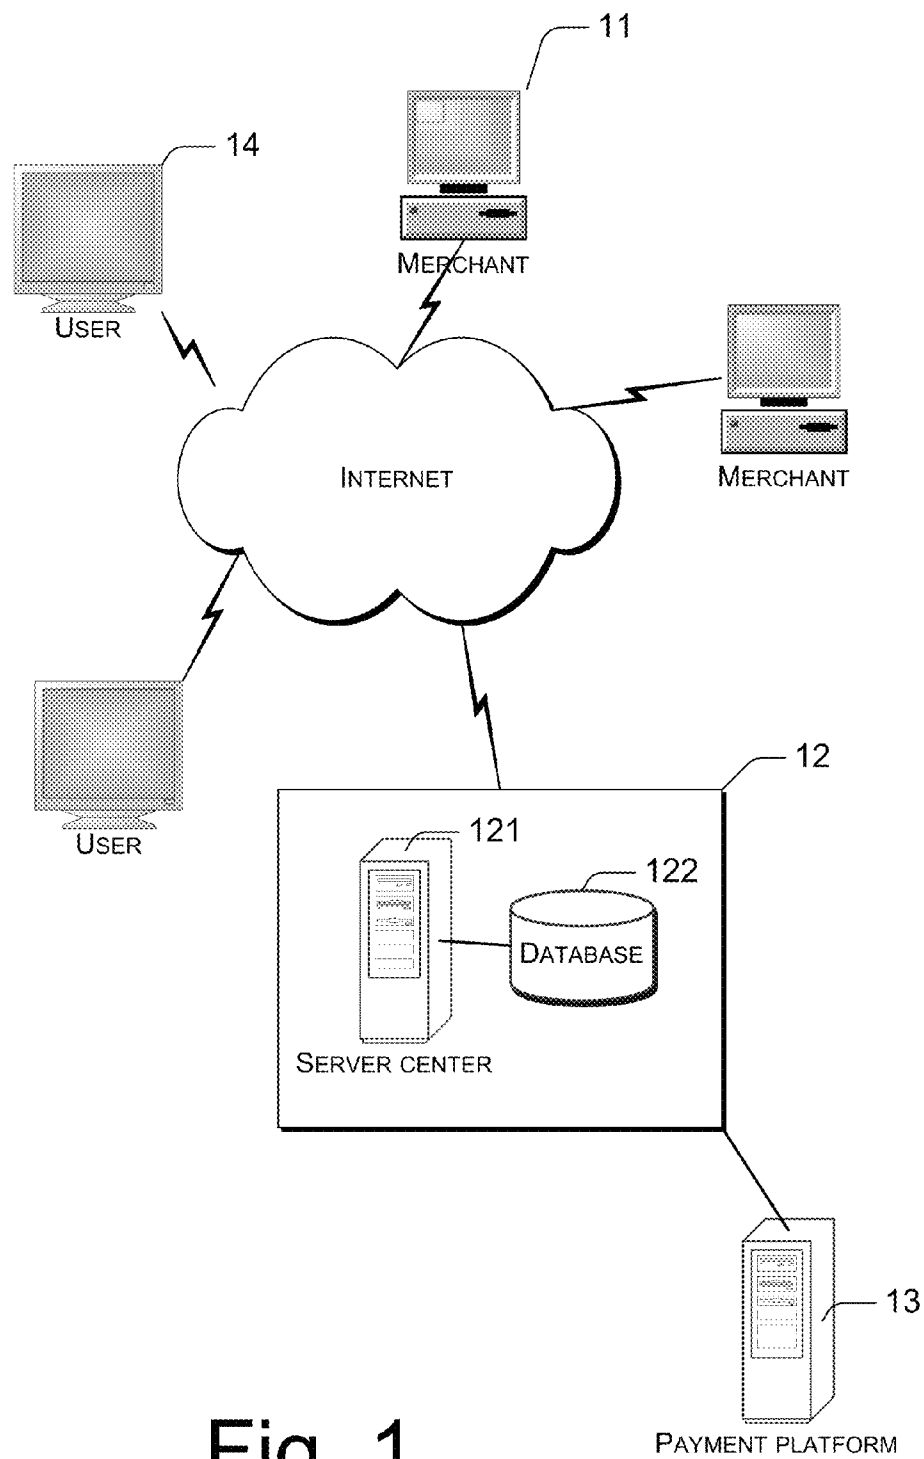 11
14
MERCHANT
USER
INTERNET
MERCHANT
USER
12
121
122
DATABASE
SERVER CENTER
13
PAYMENT PLATFORM
Fig. 1